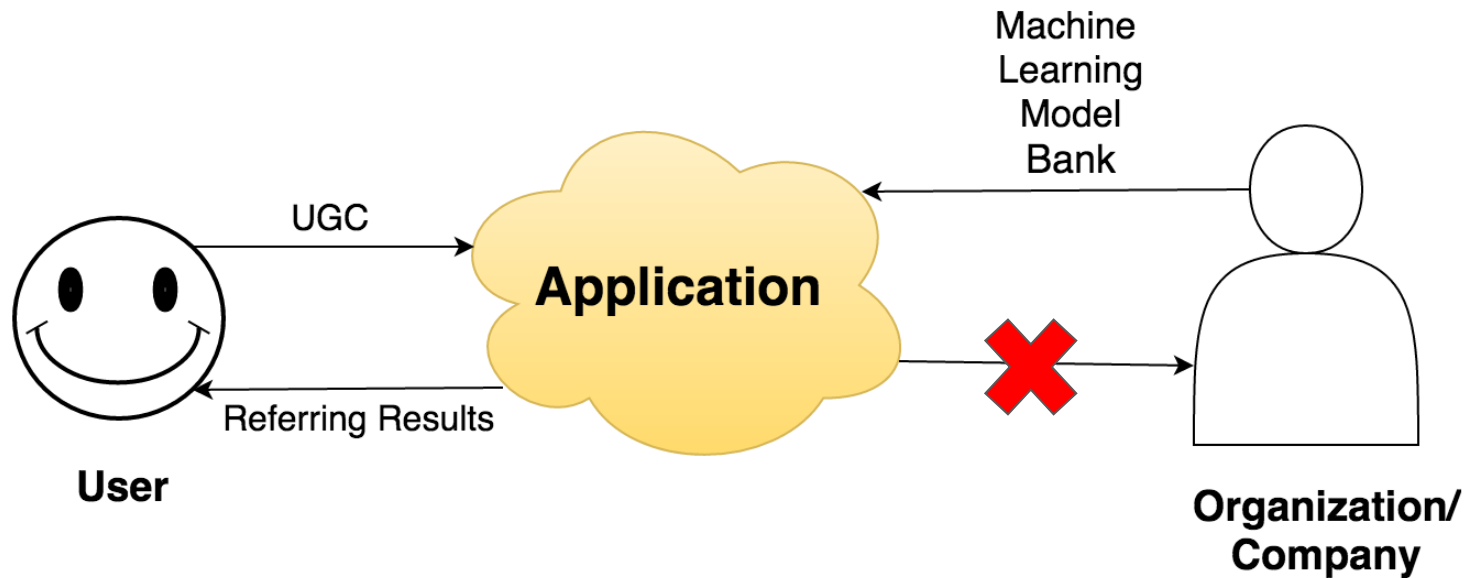 Machine
Learning
Model
Bank
UGC
Application
Referring Results
User
Organization/
Company